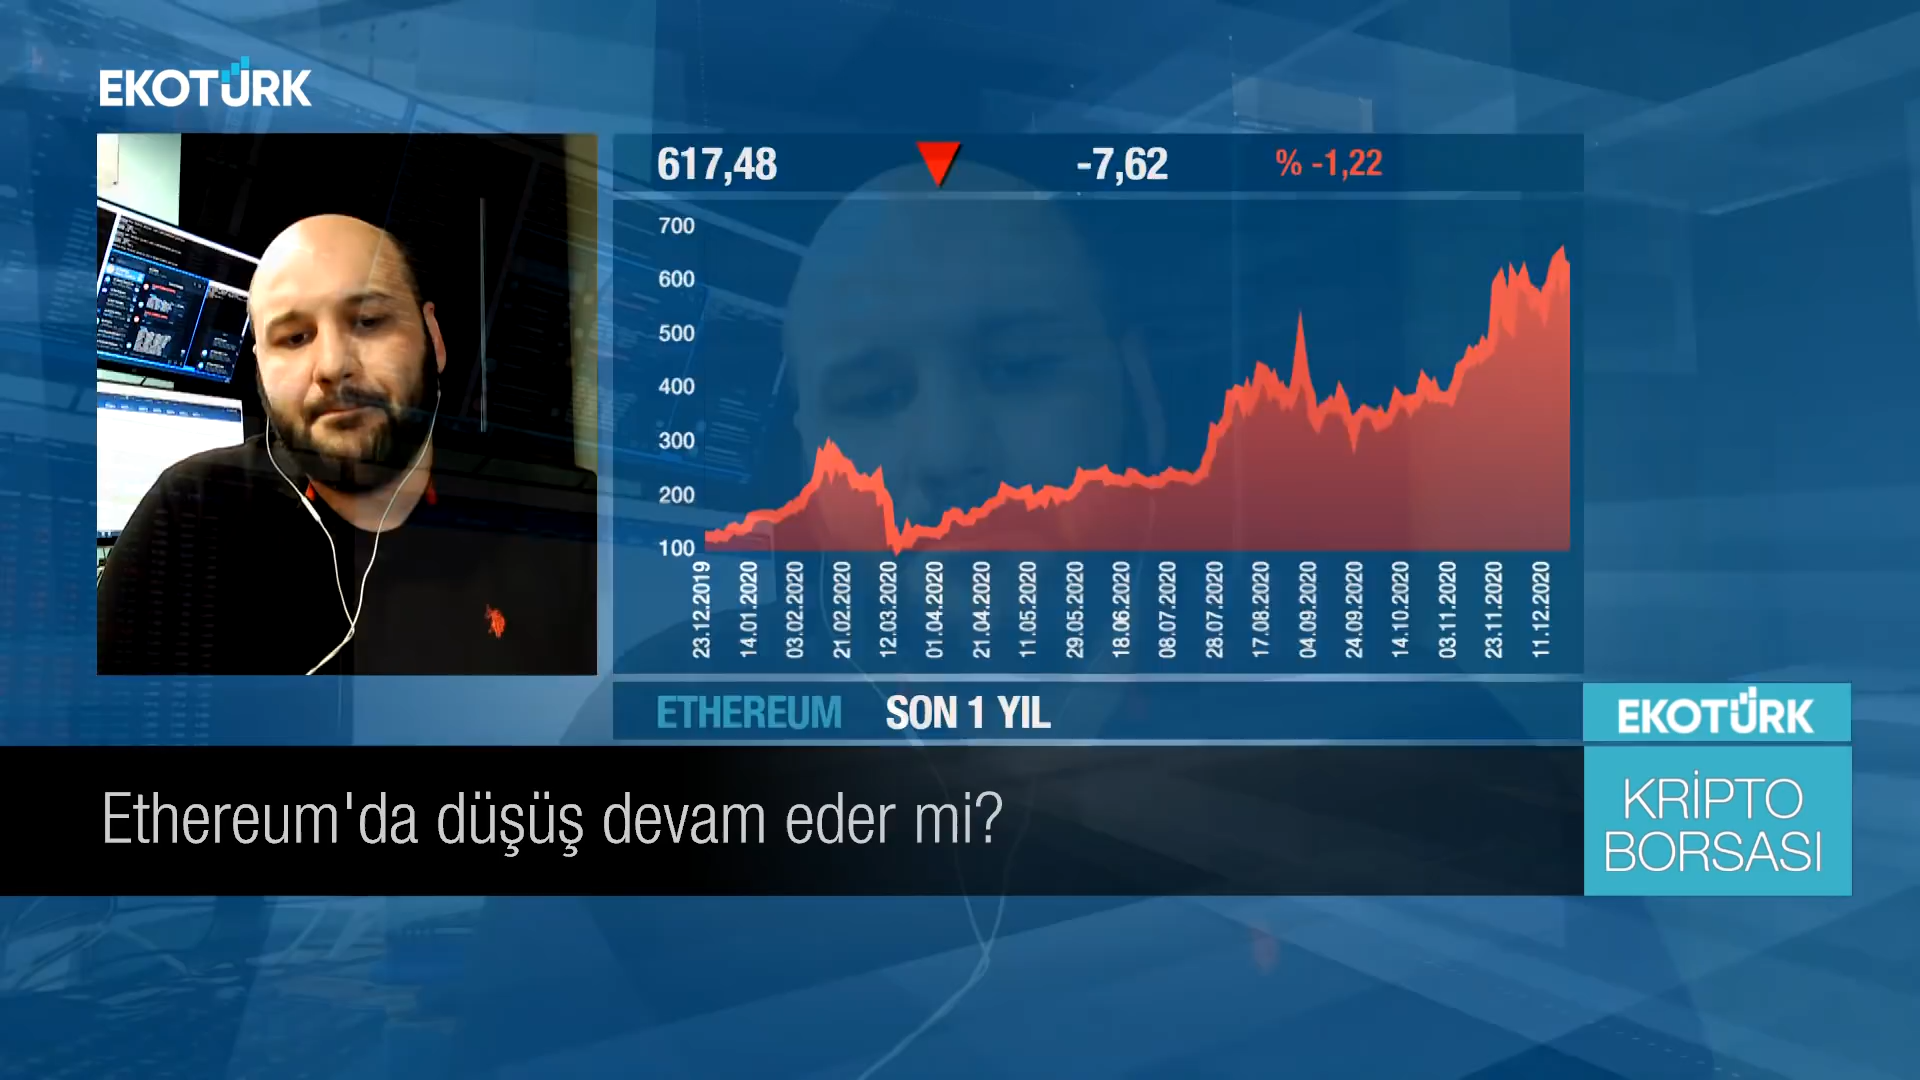 EKOTÜRK
617,48 -7,62 % -1,22
700
600
500
400
300
200
100
23.12.2019 14.01.2020 03.02.2020 21.02.2020 12.03.2020 01.04.2020 21.04.2020 11.05.2020 29.05.2020 18.06.2020 08.07.2020 28.07.2020 17.08.2020 04.09.2020 24.09.2020 14.10.2020 03.11.2020 23.11.2020 11.12.2020
ETHEREUM SON 1 YIL
EKOTÜRK
Ethereum'da düşüş devam eder mi?
KRİPTO
BORSASI